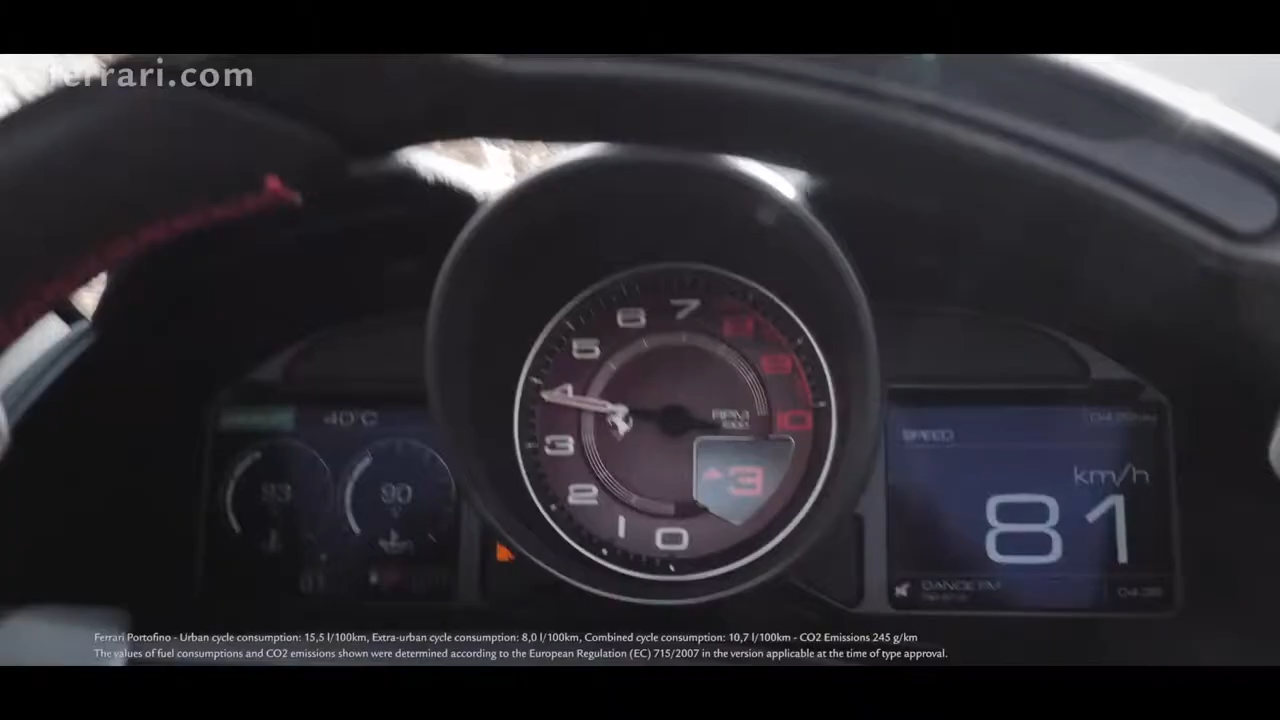 ferrari.com
7
6
8
5
9
4
40°C
RPM
10
SPEED
3
km/h
93
90
3
2
81
1
0
DANCE FM
Ferrari Portofino - Urban cycle consumption: 15,5 l/100km, Extra-urban cycle consumption: 8,0 l/100km, Combined cycle consumption: 10,7 l/100km - CO2 Emissions 245 g/km
The values of fuel consumptions and CO2 emissions shown were determined according to the European Regulation (EC) 715/2007 in the version applicable at the time of type approval.